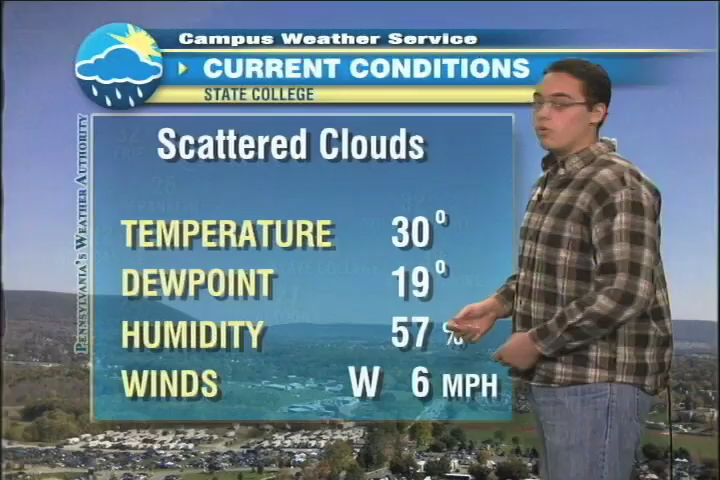 Campus Weather Service
CURRENT CONDITIONS
STATE COLLEGE
PENNSYLVANIA'S WEATHER AUTHORITY
Scattered Clouds
TEMPERATURE 30°
DEWPOINT 19°
HUMIDITY 57 %
WINDS W 6 MPH